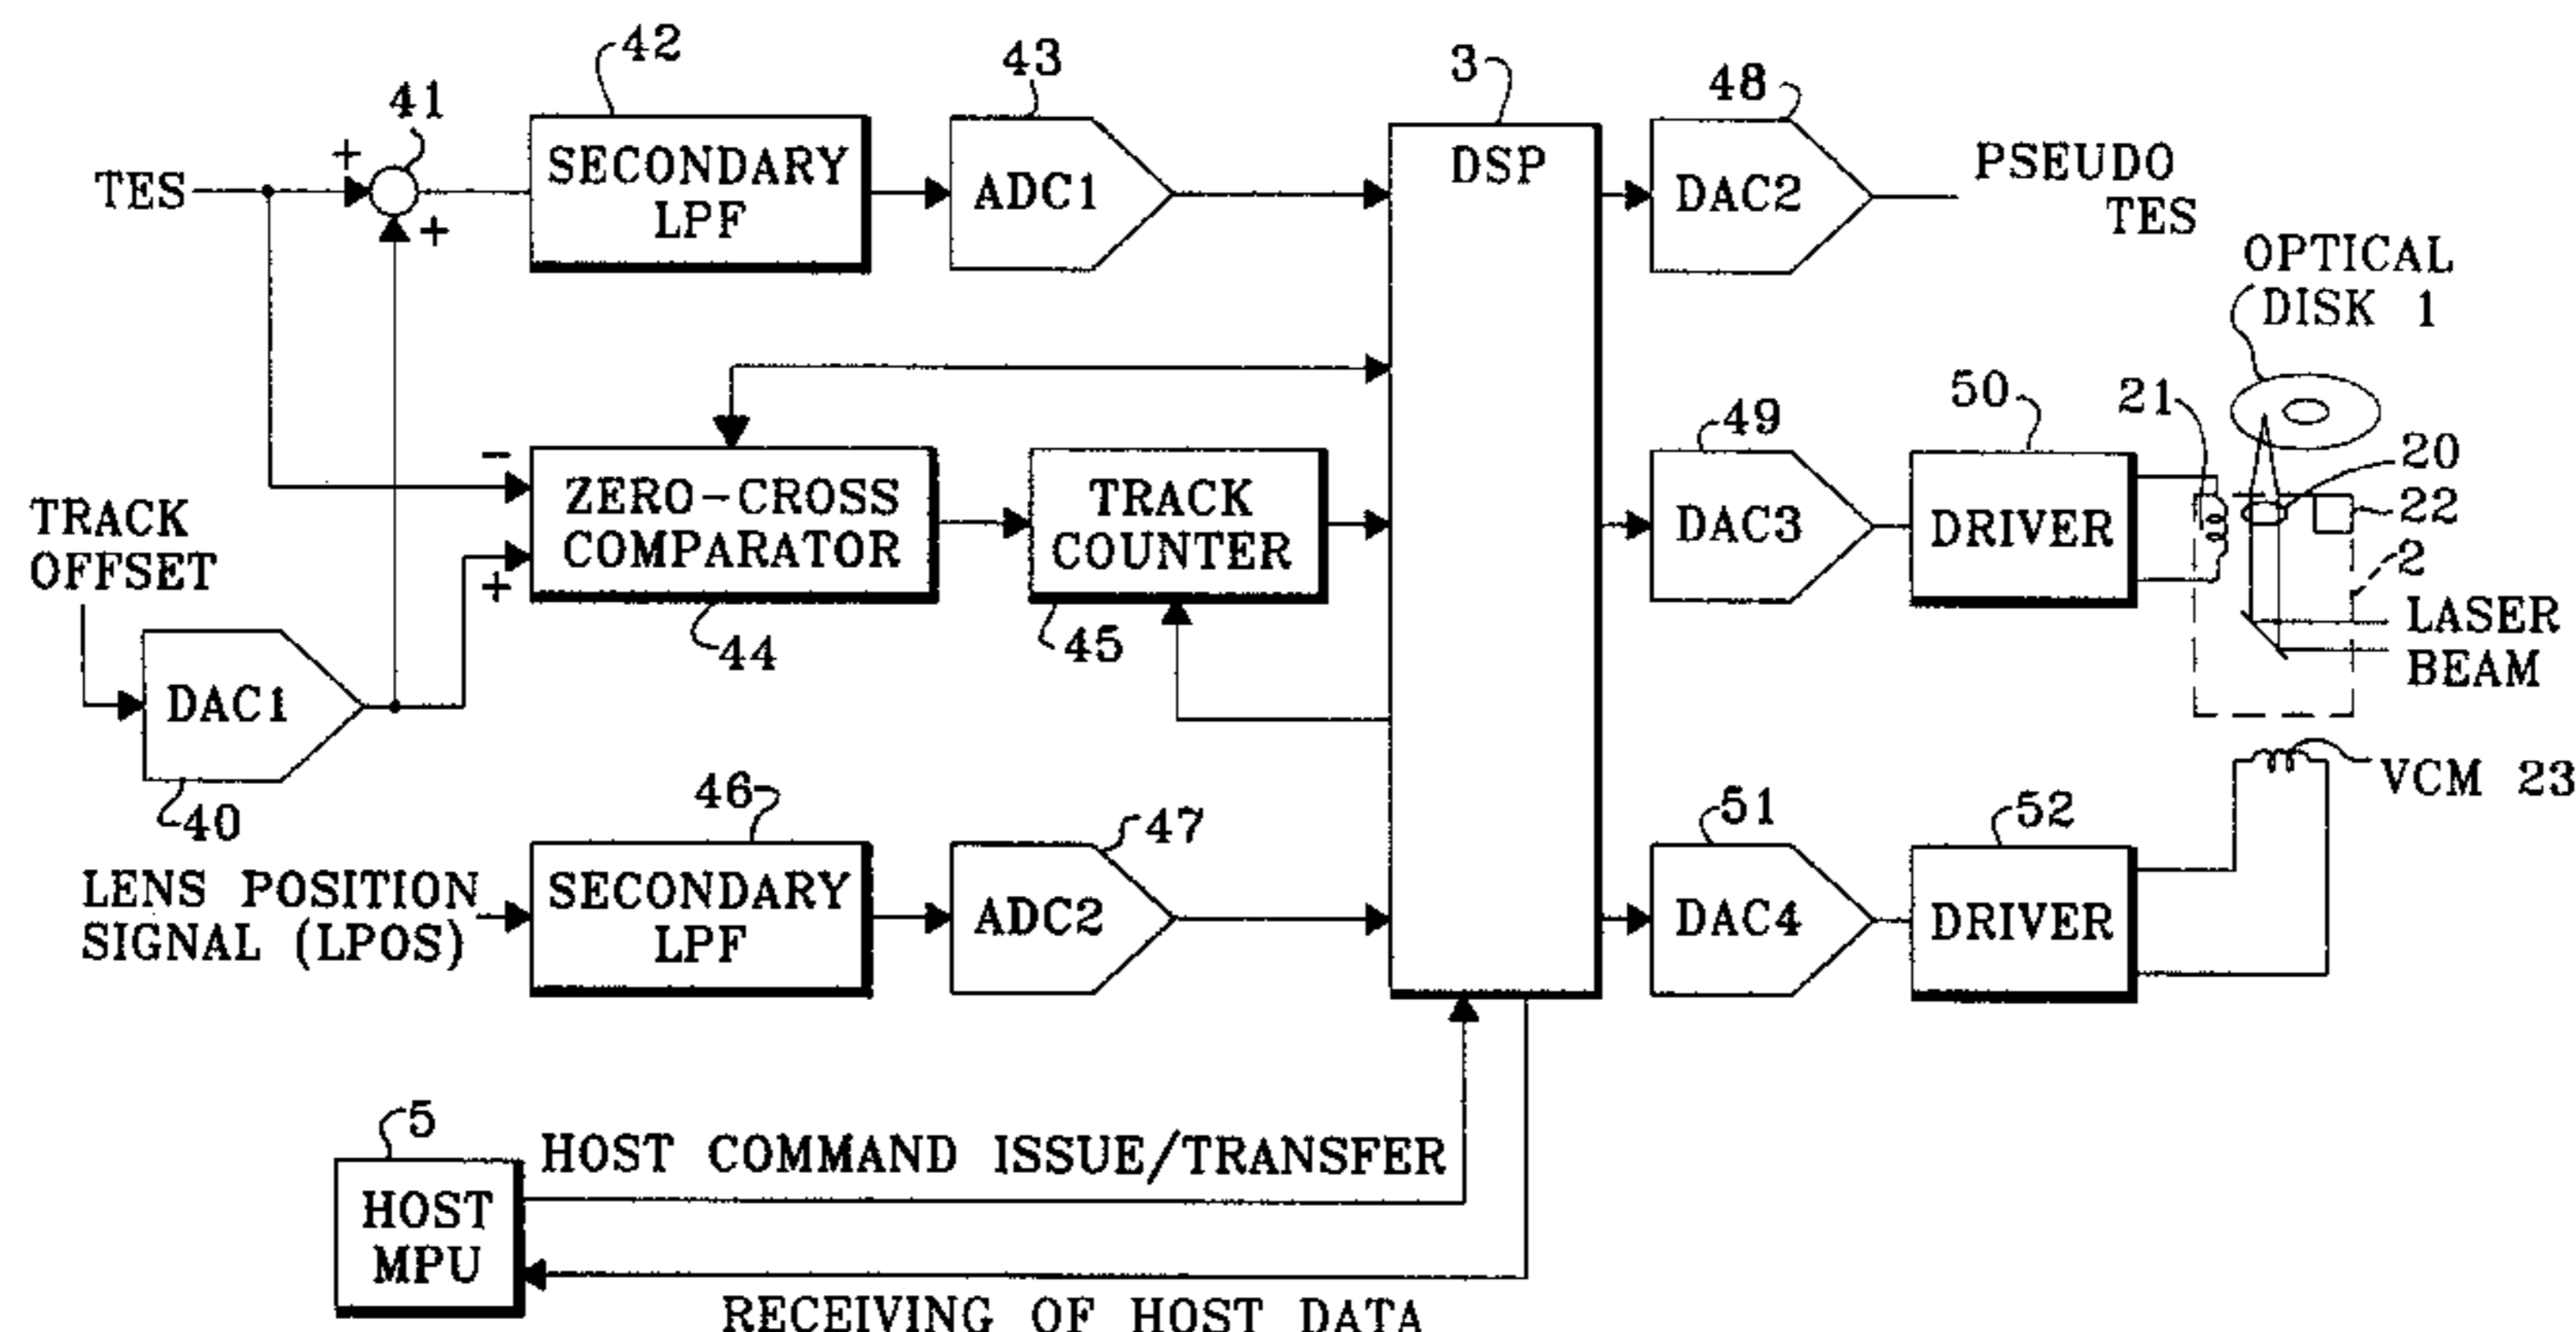 42
43
3
48
41
+
TES
+
SECONDARY
LPF
ADC1
DSP
DAC2
PSEUDO
TES
OPTICAL
DISK 1
21
50
49
20
22
2
TRACK
OFFSET
-
+
ZERO-CROSS
COMPARATOR
TRACK
COUNTER
DAC3
DRIVER
44
45
LASER
BEAM
DAC1
40
VCM 23
46
47
51
52
LENS POSITION
SIGNAL (LPOS)
SECONDARY
LPF
ADC2
DAC4
DRIVER
5
HOST
MPU
HOST COMMAND ISSUE/TRANSFER
RECEIVING OF HOST DATA